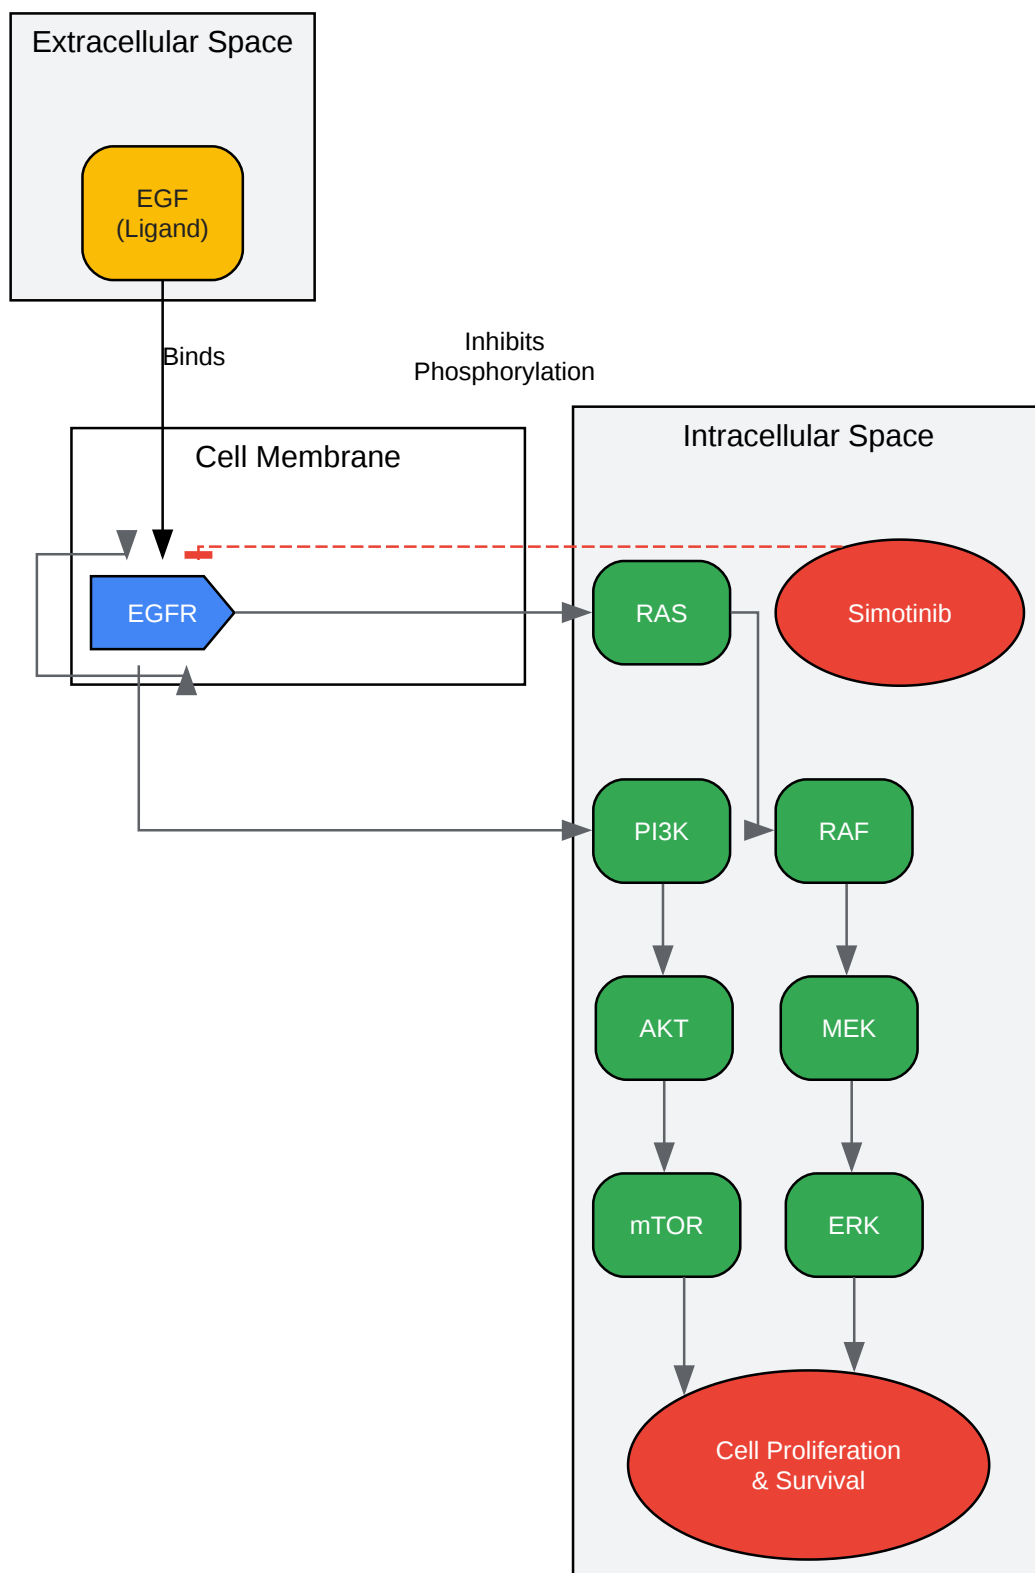 Extracellular Space
EGF
(Ligand)
Binds
Inhibits
Phosphorylation
Intracellular Space
Cell Membrane
EGFR
RAS
Simotinib
PI3K
RAF
AKT
MEK
mTOR
ERK
Cell Proliferation
& Survival